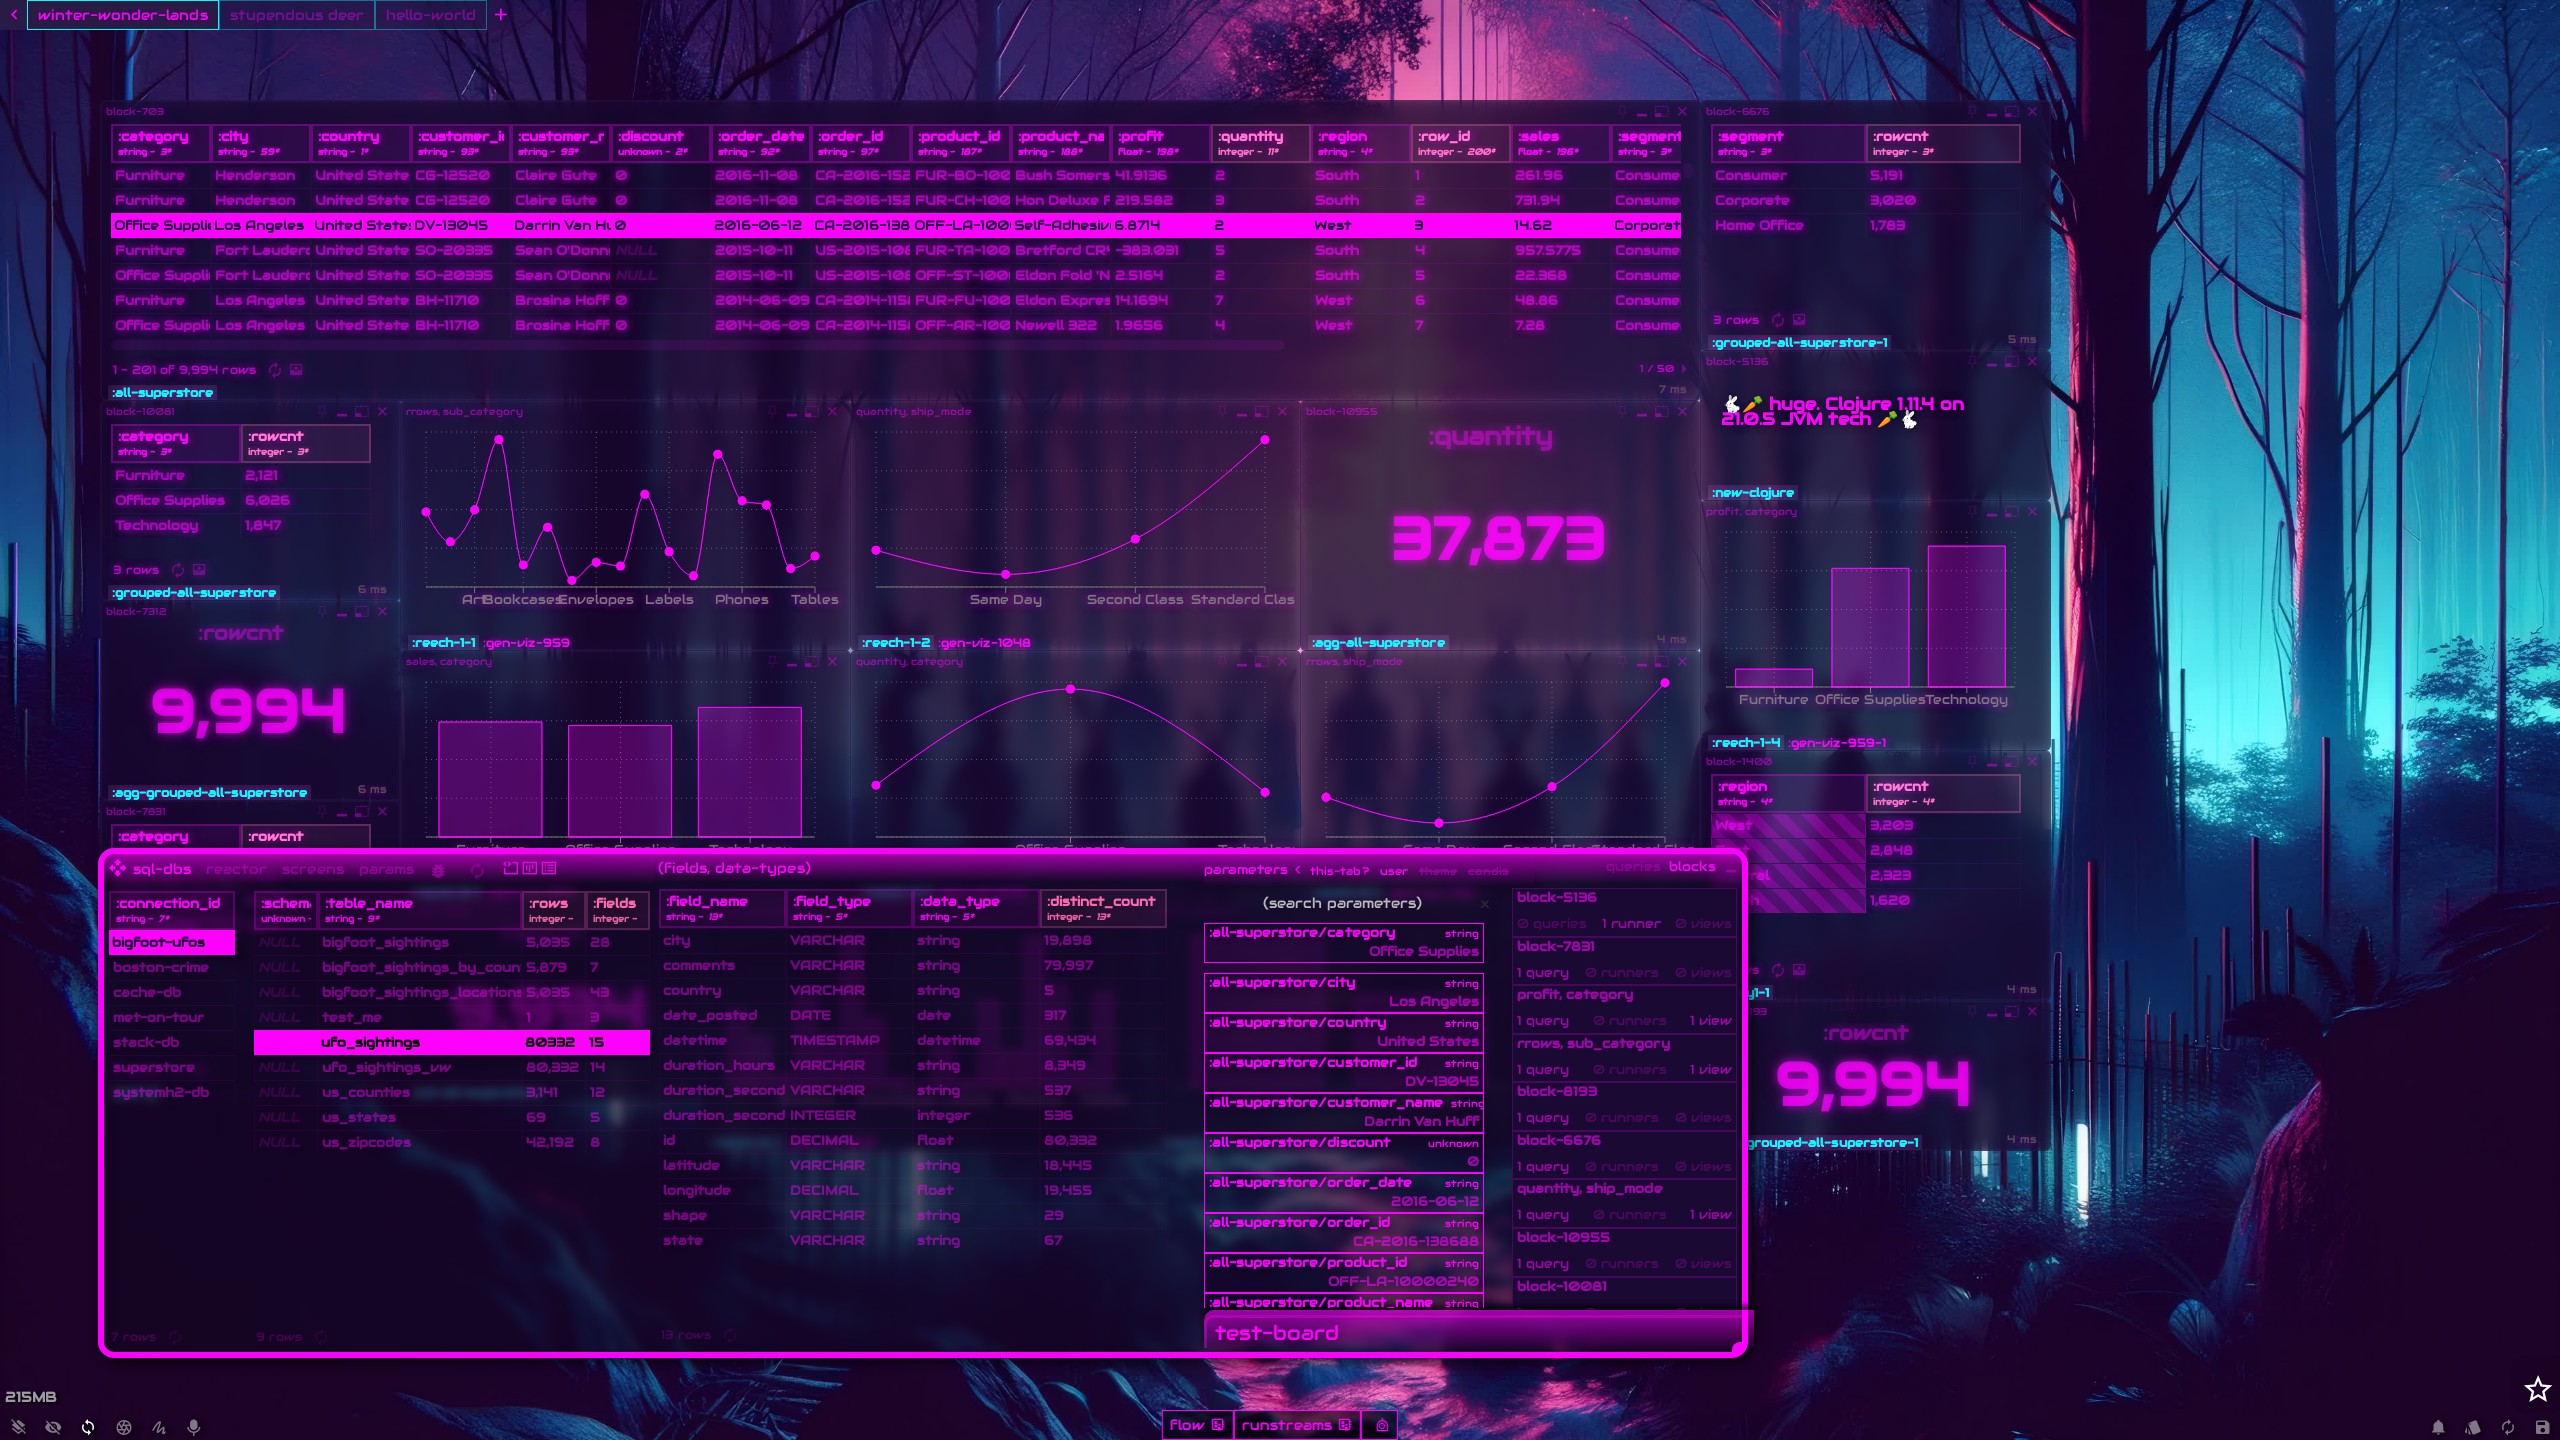 winter-wonder-lands stupendous deer hello-world +
block-703
:category :city :country :customer_i :customer_r :discount :order_date :order_id :product_id :product_na :profit :quantity :region :row_id :sales :segment
string - 3* string - 59* string - 1* string - 93* string - 93* unknown - 2* string - 92* string - 97* string - 187* string - 188* float - 196* integer - 11* string - 4* integer - 200* float - 196* string - 3*
Furniture Henderson United State CG-12520 Claire Gute 0 2016-11-08 CA-2016-152 FUR-BO-100 Bush Somers 41.9136 2 South 1 261.96 Consume
Furniture Henderson United State CG-12520 Claire Gute 0 2016-11-08 CA-2016-152 FUR-CH-100 Hon Deluxe F 219.582 3 South 2 731.94 Consume
Office Suppli Los Angeles United State: DV-13045 Darrin Van Hu 0 2016-06-12 CA-2016-138 OFF-LA-100 Self-Adhesiv 6.8714 2 West 3 14.62 Corporat
Furniture Fort Lauderc United State SO-20335 Sean O'Donn NULL 2015-10-11 US-2015-108 FUR-TA-100 Bretford CR4 -383.031 5 South 4 957.5775 Consume
Office Suppli Fort Lauderc United State SO-20335 Sean O'Donn NULL 2015-10-11 US-2015-108 OFF-ST-100 Eldon Fold 'N 2.5164 2 South 5 22.368 Consume
Furniture Los Angeles United State BH-11710 Brosina Hoff 0 2014-06-09 CA-2014-115 FUR-FU-100 Eldon Expres 14.1694 7 West 6 48.86 Consume
Office Suppli Los Angeles United State BH-11710 Brosina Hoff 0 2014-06-09 CA-2014-115 OFF-AR-100 Newell 322 1.9656 4 West 7 7.28 Consume
1 - 201 of 9,994 rows
1 / 50
:all-superstore
7 ms
block-6676
:segment :rowcnt
string - 3* integer - 3*
Consumer 5,191
Corporate 3,020
Home Office 1,783
3 rows
:grouped-all-superstore-1
5 ms
block-5136
🐇🥕 huge. Clojure 1.11.4 on
21.0.5 JVM tech 🥕🐇
:new-clojure
block-10081
:category :rowcnt
string - 3* integer - 3*
Furniture 2,121
Office Supplies 6,026
Technology 1,847
3 rows
:grouped-all-superstore
6 ms
rrows, sub_category
Art Bookcases Envelopes Labels Phones Tables
:reech-1-1 :gen-viz-959
quantity, ship_mode
Same Day Second Class Standard Clas
:reech-1-2 :gen-viz-1048
block-10955
:quantity
37,873
:agg-all-superstore
4 ms
profit, category
Furniture Office Supplies Technology
:reech-1-4 :gen-viz-959-1
block-7312
:rowcnt
9,994
:agg-grouped-all-superstore
6 ms
sales, category
Furniture Office Supplies Technology
quantity, category
Office Supplies Technology
rrows, ship_mode
Same Day Second Clas Standard Clas
block-1400
:region :rowcnt
string - 4* integer - 4*
West 3,203
2,848
ral 2,323
h 1,620
4 ms
block-7831
:category :rowcnt
sql-dbs reactor screens params
(fields, data-types)
parameters < this-tab? user theme condis
queries blocks
:connection_id
string - 7*
bigfoot-ufos
boston-crime
cache-db
met-on-tour
stack-db
superstore
systemh2-db
7 rows
:schem :table_name :rows :fields
unknown - string - 9* integer - integer -
NULL bigfoot_sightings 5,035 28
NULL bigfoot_sightings_by_coun 5,879 7
NULL bigfoot_sightings_locations 5,035 43
NULL test_me 1 3
ufo_sightings 80332 15
NULL ufo_sightings_vw 80,332 14
NULL us_counties 3,141 12
NULL us_states 69 5
NULL us_zipcodes 42,192 8
9 rows
:field_name :field_type :data_type :distinct_count
string - 13* string - 5* string - 5* integer - 13*
city VARCHAR string 19,898
comments VARCHAR string 79,997
country VARCHAR string 5
date_posted DATE date 317
datetime TIMESTAMP datetime 69,434
duration_hours VARCHAR string 8,349
duration_second VARCHAR string 537
duration_second INTEGER integer 536
id DECIMAL float 80,332
latitude VARCHAR string 18,445
longitude DECIMAL float 19,455
shape VARCHAR string 29
state VARCHAR string 67
13 rows
(search parameters) x
:all-superstore/category string
Office Supplies
:all-superstore/city string
Los Angeles
:all-superstore/country string
United States
:all-superstore/customer_id string
DV-13045
:all-superstore/customer_name string
Darrin Van Huff
:all-superstore/discount unknown
0
:all-superstore/order_date string
2016-06-12
:all-superstore/order_id string
CA-2016-138688
:all-superstore/product_id string
OFF-LA-10000240
:all-superstore/product_name string
block-5136
0 queries 1 runner 0 views
block-7831
1 query 0 runners 0 views
profit, category
1 query 0 runners 1 view
rrows, sub_category
1 query 0 runners 1 view
block-8193
1 query 0 runners 0 views
block-6676
1 query 0 runners 0 views
quantity, ship_mode
1 query 0 runners 1 view
block-10955
1 query 0 runners 0 views
block-10081
test-board
:rowcnt
9,994
grouped-all-superstore-1
4 ms
215MB
flow runstreams